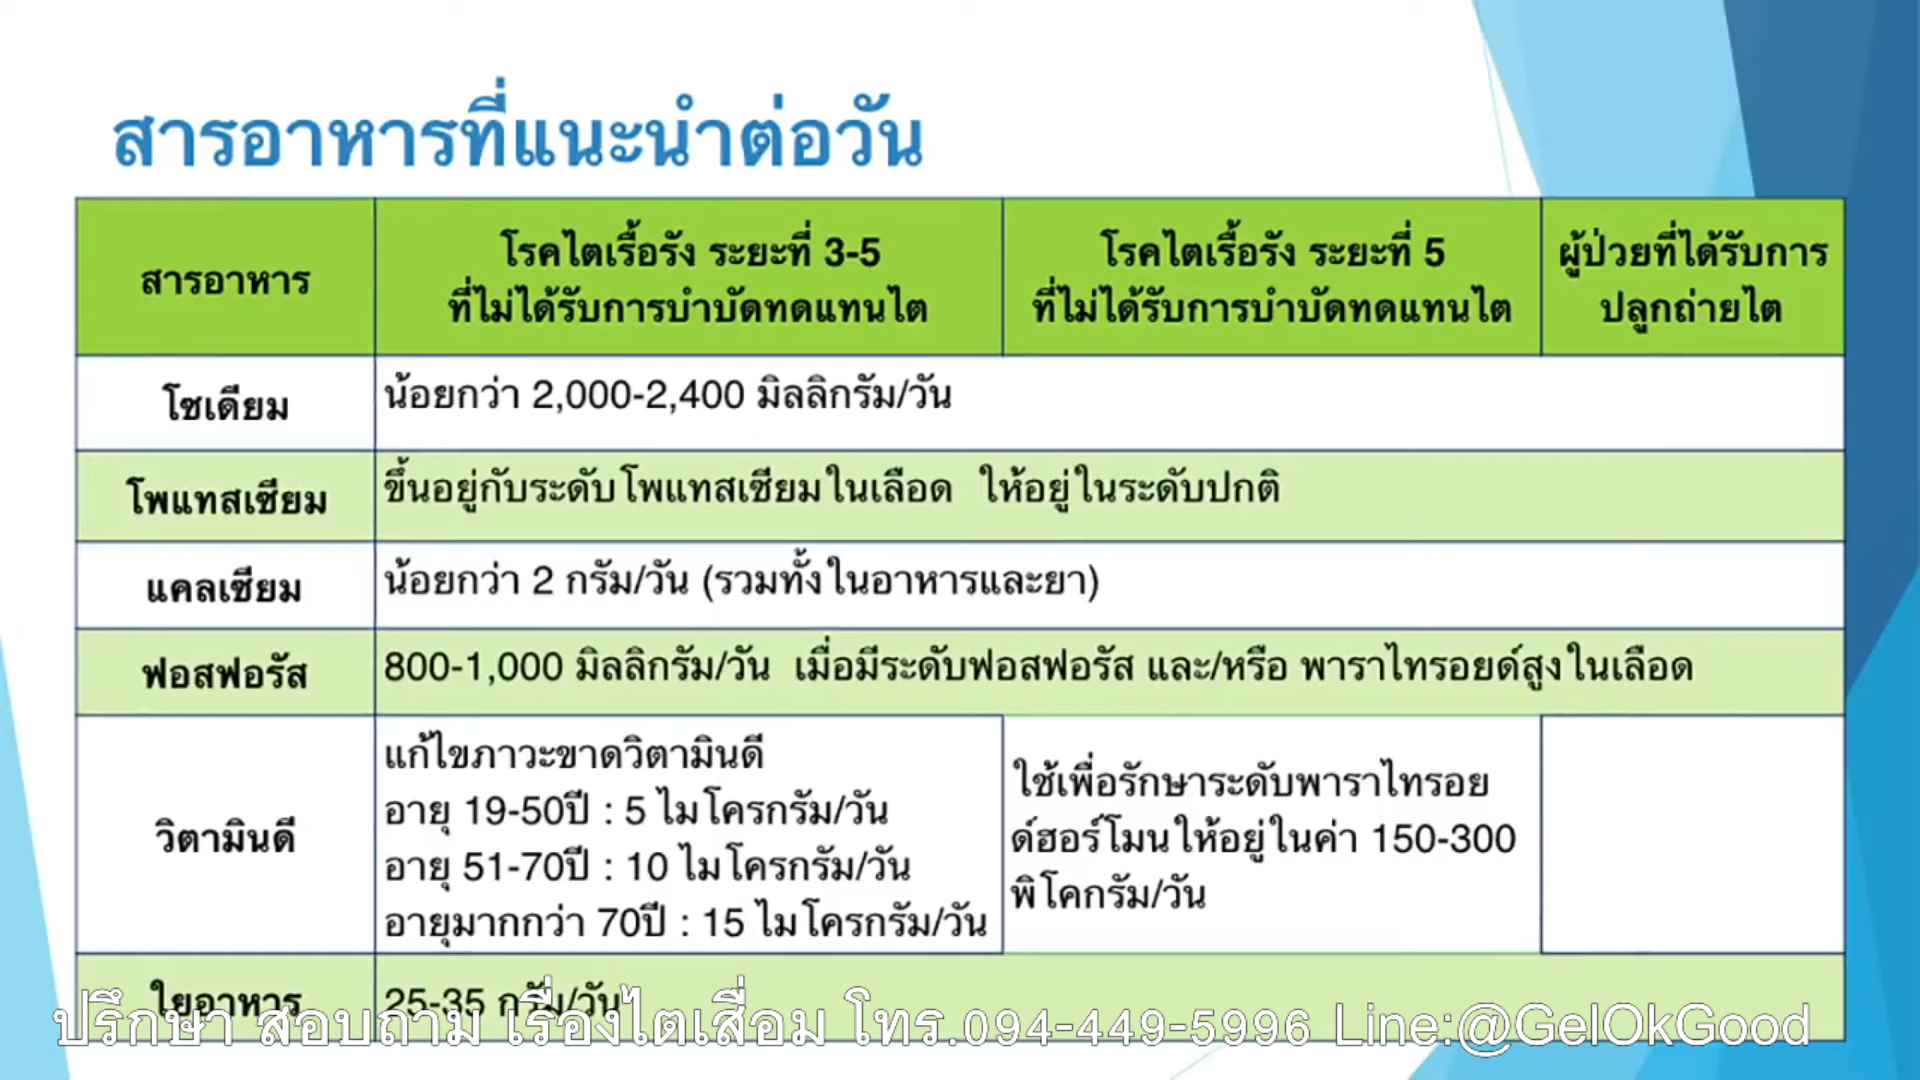 สารอาหารที่แนะนำต่อวัน
สารอาหาร
โรคไตเรื้อรัง ระยะที่ 3-5
ที่ไม่ได้รับการบำบัดทดแทนไต
โรคไตเรื้อรัง ระยะที่ 5
ที่ไม่ได้รับการบำบัดทดแทนไต
ผู้ป่วยที่ได้รับการ
ปลูกถ่ายไต
โซเดียม
น้อยกว่า 2,000-2,400 มิลลิกรัม/วัน
โพแทสเซียม
ขึ้นอยู่กับระดับโพแทสเซียมในเลือด ให้อยู่ในระดับปกติ
แคลเซียม
น้อยกว่า 2 กรัม/วัน (รวมทั้งในอาหารและยา)
ฟอสฟอรัส
800-1,000 มิลลิกรัม/วัน เมื่อมีระดับฟอสฟอรัส และ/หรือ พาราไทรอยด์สูงในเลือด
วิตามินดี
แก้ไขภาวะขาดวิตามินดี
อายุ 19-50ปี : 5 ไมโครกรัม/วัน
อายุ 51-70ปี : 10 ไมโครกรัม/วัน
อายุมากกว่า 70ปี : 15 ไมโครกรัม/วัน
ใช้เพื่อรักษาระดับพาราไทรอย
ด์ฮอร์โมนให้อยู่ในค่า 150-300
พิโคกรัม/วัน
ใยอาหาร
25-35 กรัม/วัน
ปรึกษา สอบถาม เรื่องไตเสื่อม โทร.094-449-5996 Line:@GelOkGood